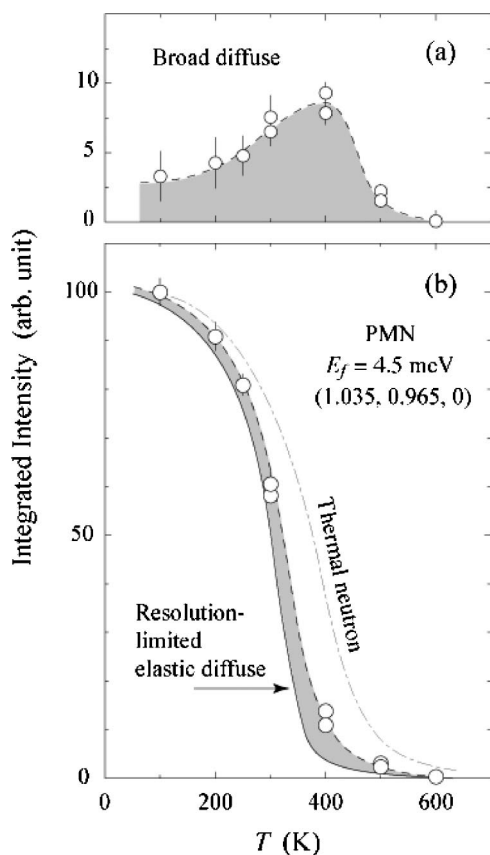 (a)
Broad diffuse
10
5
0
Integrated Intensity (arb. unit)
(b)
100
PMN
E_f = 4.5 meV
(1.035, 0.965, 0)
Thermal neutron
50
Resolution-
limited
elastic diffuse
0
0 200 400 600
T (K)